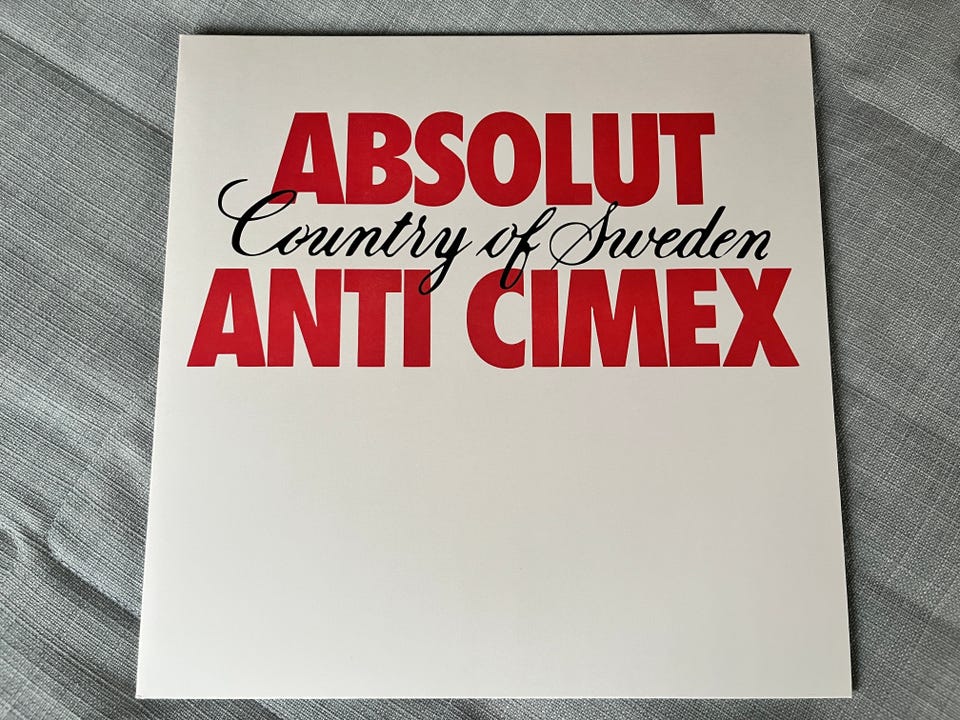 ABSOLUT
Country of Sweden
ANTI CIMEX